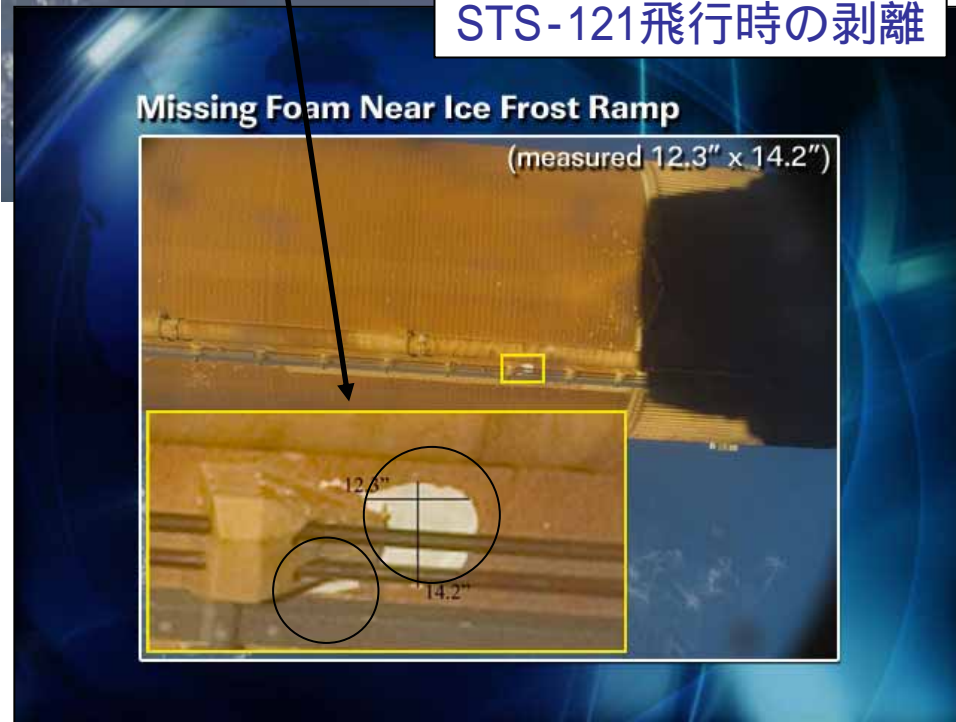 STS-121飛行時の剥離
Missing Foam Near Ice Frost Ramp
(measured 12.3" x 14.2")
12.3"
14.2"